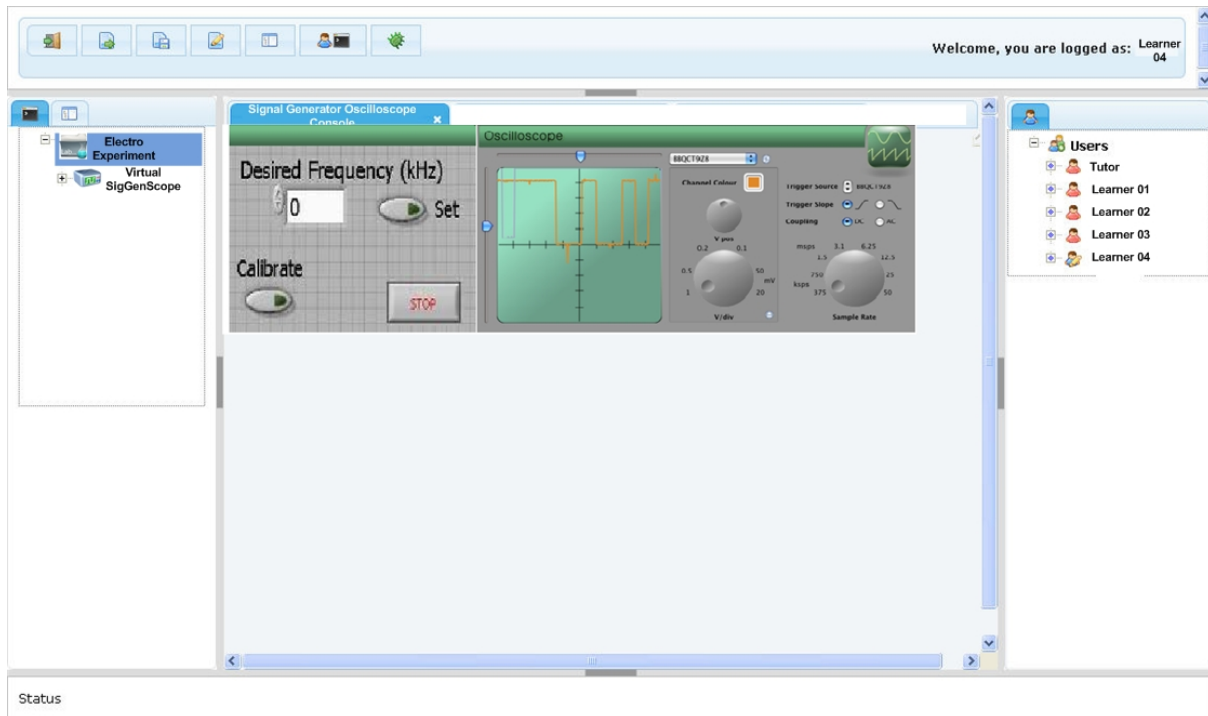 Welcome, you are logged as: Learner 04
Electro Experiment
Virtual SigGenScope
Signal Generator Oscilloscope Console x
Desired Frequency (kHz)
0
Set
Calibrate
STOP
Oscilloscope
88QCT9Z8
Channel Colour
V pos
0.2 0.1
0.5 50
mV
1 20
V/div
Trigger Source 88QCT9Z8
Trigger Slope
Coupling DC AC
msps 3.1 6.25
1.5 12.5
750 25
ksps
375 50
Sample Rate
Users
Tutor
Learner 01
Learner 02
Learner 03
Learner 04
Status